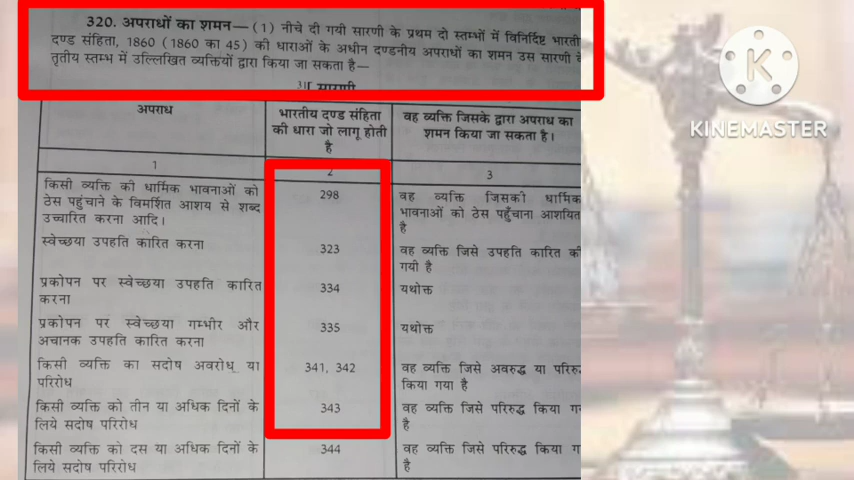 320. अपराधों का शमन—(1) नीचे दी गयी सारणी के प्रथम दो स्तम्भों में विनिर्दिष्ट भारती
दण्ड संहिता, 1860 (1860 का 45) की धाराओं के अधीन दण्डनीय अपराधों का शमन उस सारणी के
तृतीय स्तम्भ में उल्लिखित व्यक्तियों द्वारा किया जा सकता है—
सारणी
अपराध
भारतीय दण्ड संहिता
की धारा जो लागू होती
है
वह व्यक्ति जिसके द्वारा अपराध का
शमन किया जा सकता है।
1
2
3
किसी व्यक्ति की धार्मिक भावनाओं को
ठेस पहुंचाने के विमर्शित आशय से शब्द
उच्चारित करना आदि।
298
वह व्यक्ति जिसकी धार्मिक
भावनाओं को ठेस पहुँचाना आशयित
है
स्वेच्छया उपहति कारित करना
323
वह व्यक्ति जिसे उपहति कारित की
गयी है
प्रकोपन पर स्वेच्छया उपहति कारित
करना
334
यथोक्त
प्रकोपन पर स्वेच्छया गम्भीर और
अचानक उपहति कारित करना
335
यथोक्त
किसी व्यक्ति का सदोष अवरोध या
परिरोध
341, 342
वह व्यक्ति जिसे अवरुद्ध या परिरु
किया गया है
किसी व्यक्ति को तीन या अधिक दिनों के
लिये सदोष परिरोध
343
वह व्यक्ति जिसे परिरुद्ध किया ग
है
किसी व्यक्ति को दस या अधिक दिनों के
लिये सदोष परिरोध
344
वह व्यक्ति जिसे परिरुद्ध किया ग
है
K
KINEMASTER